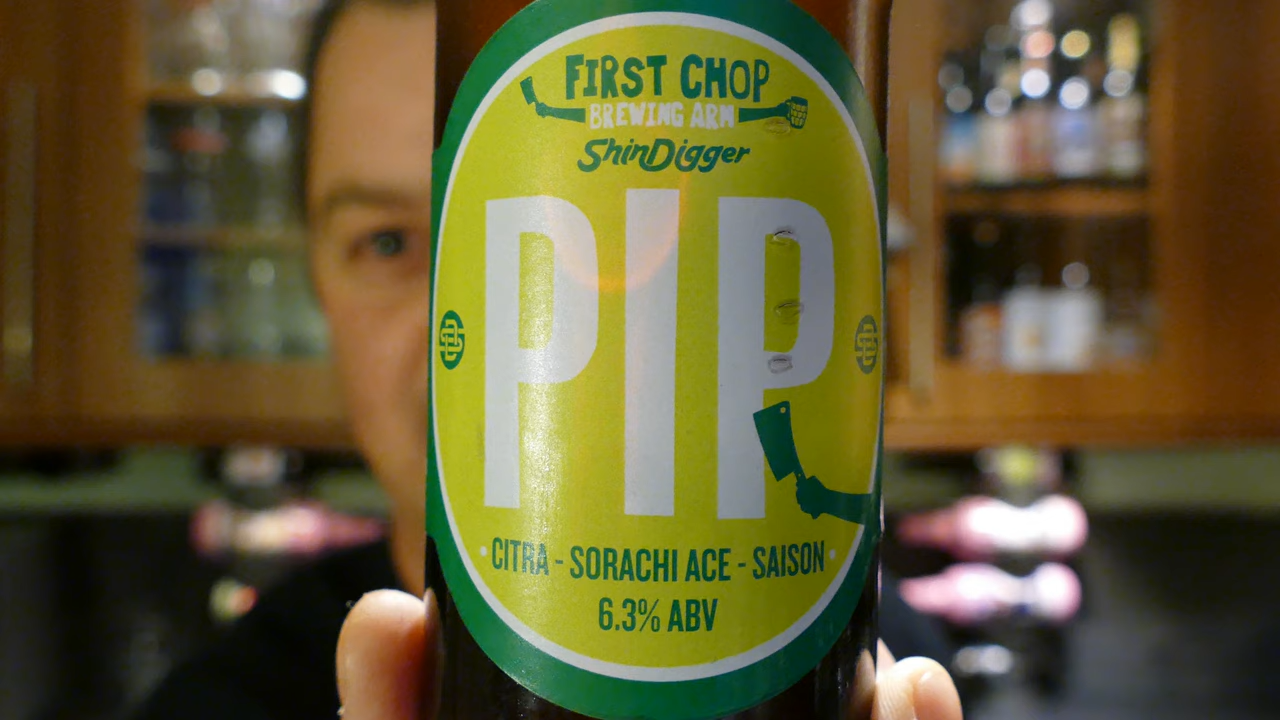 FIRST CHOP
BREWING ARM
ShinDigger
PIP
· CITRA - SORACHI ACE - SAISON ·
6.3% ABV